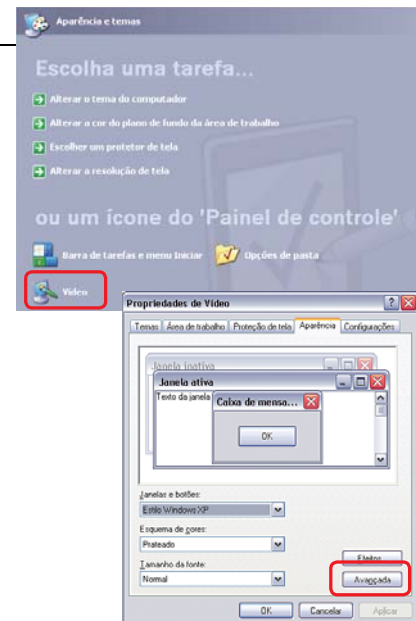 Aparência e temas
Escolha uma tarefa...
Alterar o tema do computador
Alterar a cor do plano de fundo da área de trabalho
Escolher um protetor de tela
Alterar a resolução de tela
ou um ícone do 'Painel de controle'
Barra de tarefas e menu Iniciar
Opções de pasta
Vídeo
Propriedades de Vídeo
Temas
Área de trabalho
Proteção de tela
Aparência
Configurações
Janela inativa
Janela ativa
Texto da janela
Caixa de mensa...
OK
Janelas e botões:
Estilo Windows XP
Esquema de cores:
Prateado
Efeitos
Tamanho da fonte:
Normal
Avançada
OK
Cancelar
Aplicar